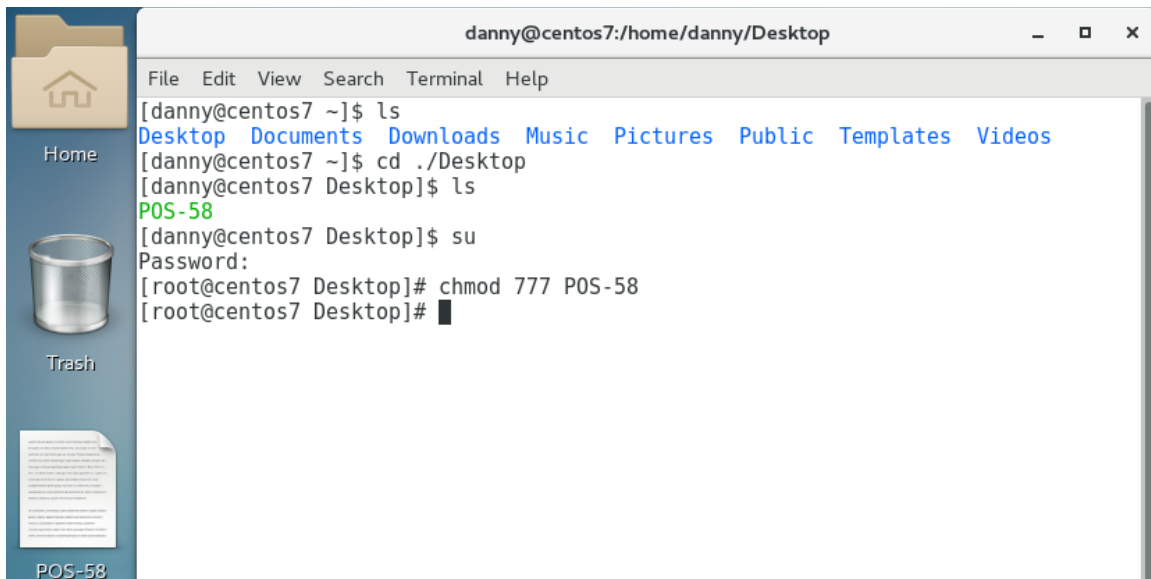 danny@centos7:/home/danny/Desktop
File Edit View Search Terminal Help
[danny@centos7 ~]$ ls
Desktop Documents Downloads Music Pictures Public Templates Videos
[danny@centos7 ~]$ cd ./Desktop
[danny@centos7 Desktop]$ ls
POS-58
[danny@centos7 Desktop]$ su
Password:
[root@centos7 Desktop]# chmod 777 POS-58
[root@centos7 Desktop]#
Home
Trash
POS-58